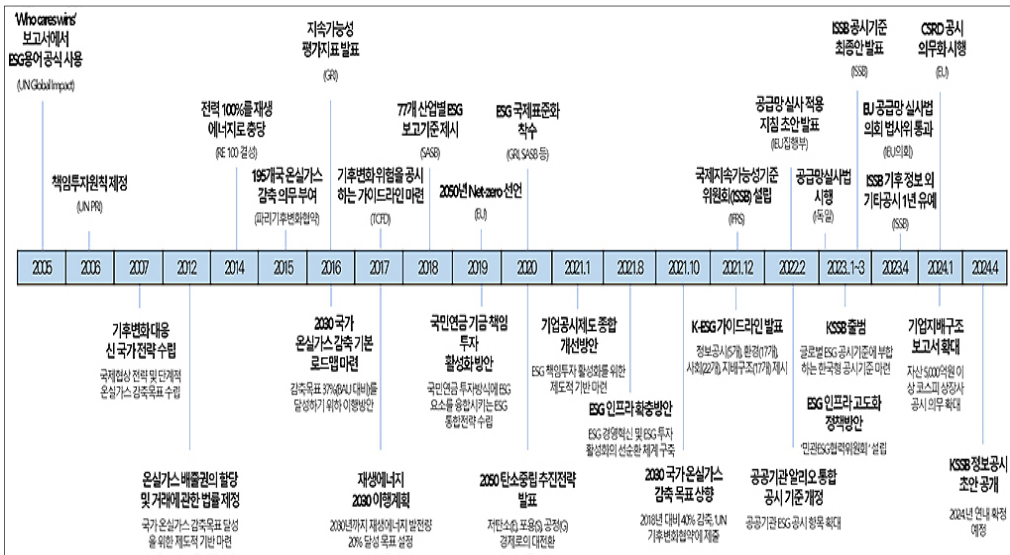 'Who cares wins'
보고서에서
ESG용어 공식 사용
(UN Global Impact)
책임투자원칙 제정
(UN PRI)
전력 100%를 재생
에너지로 충당
(RE 100 결성)
195개국 온실가스
감축 의무 부여
(파리기후변화협약)
지속가능성
평가지표 발표
(GRI)
기후변화 위험을 공시
하는 가이드라인 마련
(TCFD)
77개 산업별 ESG
보고기준 제시
(SASB)
2050년 Net-zero 선언
(EU)
ESG 국제표준화
착수
(GRI, SASB 등)
국제지속가능성기준
위원회(ISSB) 설립
(IFRS)
공급망 실사 적용
지침 초안 발표
(EU집행부)
공급망실사법
시행
(독일)
ISSB 공시기준
최종안 발표
(ISSB)
EU 공급망 실사법
의회 법사위 통과
(EU의회)
ISSB 기후 정보 외
기타공시 1년 유예
(ISSB)
CSRD 공시
의무화 시행
(EU)
2005 2006 2007 2012 2014 2015 2016 2017 2018 2019 2020 2021.1 2021.8 2021.10 2021.12 2022.2 2023.1~3 2023.4 2024.1 2024.4
기후변화 대응
신 국가 전략 수립
국제협상 전략 및 단계적
온실가스 감축목표 수립
온실가스 배출권의 할당
및 거래에 관한 법률 제정
국가 온실가스 감축목표 달성
을 위한 제도적 기반 마련
2030 국가
온실가스 감축 기본
로드맵 마련
감축목표 37%(BAU 대비)를
달성하기 위하 이행방안
재생에너지
2030 이행계획
2030년까지 재생에너지 발전량
20% 달성 목표 설정
국민연금 기금 책임
투자
활성화 방안
국민연금 투자방식에 ESG
요소를 융합시키는 ESG
통합전략 수립
2050 탄소중립 추진전략
발표
저탄소(E), 포용(S), 공정(G)
경제로의 대전환
기업공시제도 종합
개선방안
ESG 책임투자 활성화를 위한
제도적 기반 마련
ESG 인프라 확충방안
ESG 경영혁신 및 ESG 투자
활성화의 선순환 체계 구축
2030 국가 온실가스
감축 목표 상향
2018년 대비 40% 감축, 'UN
기후변화협약에 제출
K-ESG 가이드라인 발표
정보공시(5개), 환경(17개),
사회(22개), 지배구조(17개) 제시
공공기관 알리오 통합
공시 기준 개정
공공기관 ESG 공시 항목 확대
KSSB 출범
글로벌 ESG 공시기준에 부합
하는 한국형 공시기준 마련
ESG 인프라 고도화
정책방안
'민관ESG협력위원회' 설립
기업지배구조
보고서 확대
자산 5,000억원 이
상 코스피 상장사
공시 의무 확대
KSSB 정보공시
초안 공개
2024년 연내 확정
예정